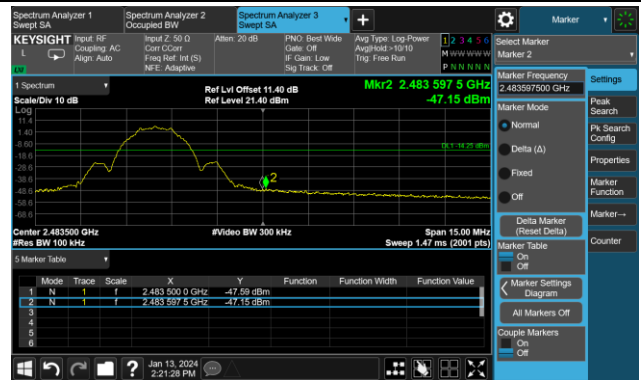 Spectrum Analyzer 1
Swept SA
Spectrum Analyzer 2
Occupied BW
Spectrum Analyzer 3
Swept SA
Marker
KEYSIGHT
L
Input: RF
Coupling: AC
Align: Auto
Input Z: 50 Ω
Corr CCorr
Freq Ref: Int (S)
NFE: Adaptive
Atten: 20 dB
PNO: Best Wide
Gate: Off
IF Gain: Low
Sig Track: Off
Avg Type: Log-Power
Avg|Hold:>10/10
Trig: Free Run
1 2 3 4 5 6
M W W W W W
P N N N N N
Select Marker
Marker 2
LXI
1 Spectrum
Scale/Div 10 dB
Log
Ref Lvl Offset 11.40 dB
Ref Level 21.40 dBm
Mkr2 2.483 597 5 GHz
-47.15 dBm
11.4
1.40
-8.60
-18.6
-28.6
-38.6
-48.6
-58.6
-68.6
DL1 -14.25 dBm
2
Center 2.483500 GHz
#Res BW 100 kHz
#Video BW 300 kHz
Span 15.00 MHz
Sweep 1.47 ms (2001 pts)
5 Marker Table
Mode Trace Scale X Y Function Function Width Function Value
1 N 1 f 2.483 500 0 GHz -47.59 dBm
2 N 1 f 2.483 597 5 GHz -47.15 dBm
3
4
5
6
Marker Frequency
2.483597500 GHz
Marker Mode
Normal
Delta (Δ)
Fixed
Off
Delta Marker
(Reset Delta)
Marker Table
On
Off
Marker Settings
Diagram
All Markers Off
Couple Markers
On
Off
Settings
Peak
Search
Pk Search
Config
Properties
Marker
Function
Marker→
Counter
?
Jan 13, 2024
2:21:28 PM